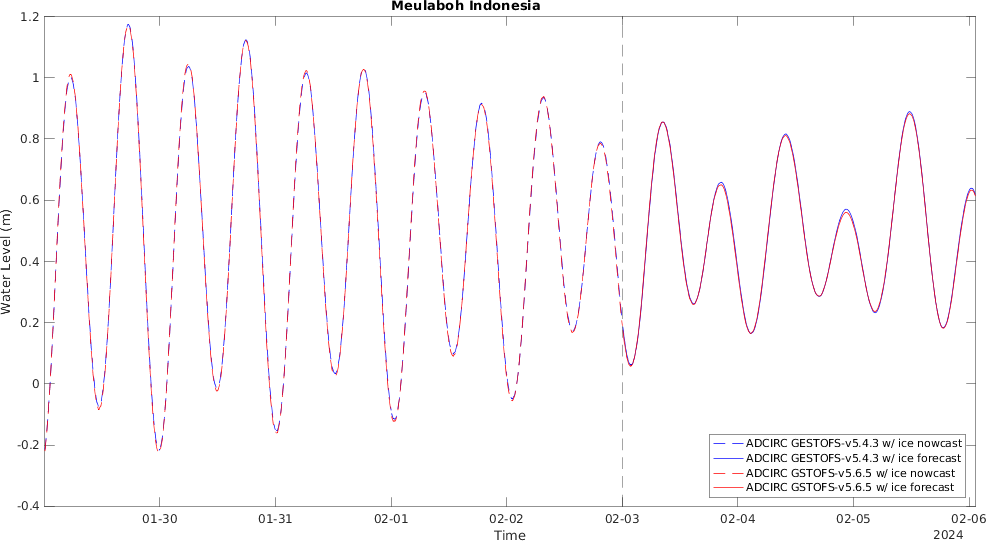 Meulaboh Indonesia
1.2
1
0.8
0.6
0.4
0.2
0
-0.2
-0.4
Water Level (m)
01-30
01-31
02-01
02-02
02-03
02-04
02-05
02-06
Time
2024
ADCIRC GESTOFS-v5.4.3 w/ ice nowcast
ADCIRC GESTOFS-v5.4.3 w/ ice forecast
ADCIRC GSTOFS-v5.6.5 w/ ice nowcast
ADCIRC GSTOFS-v5.6.5 w/ ice forecast